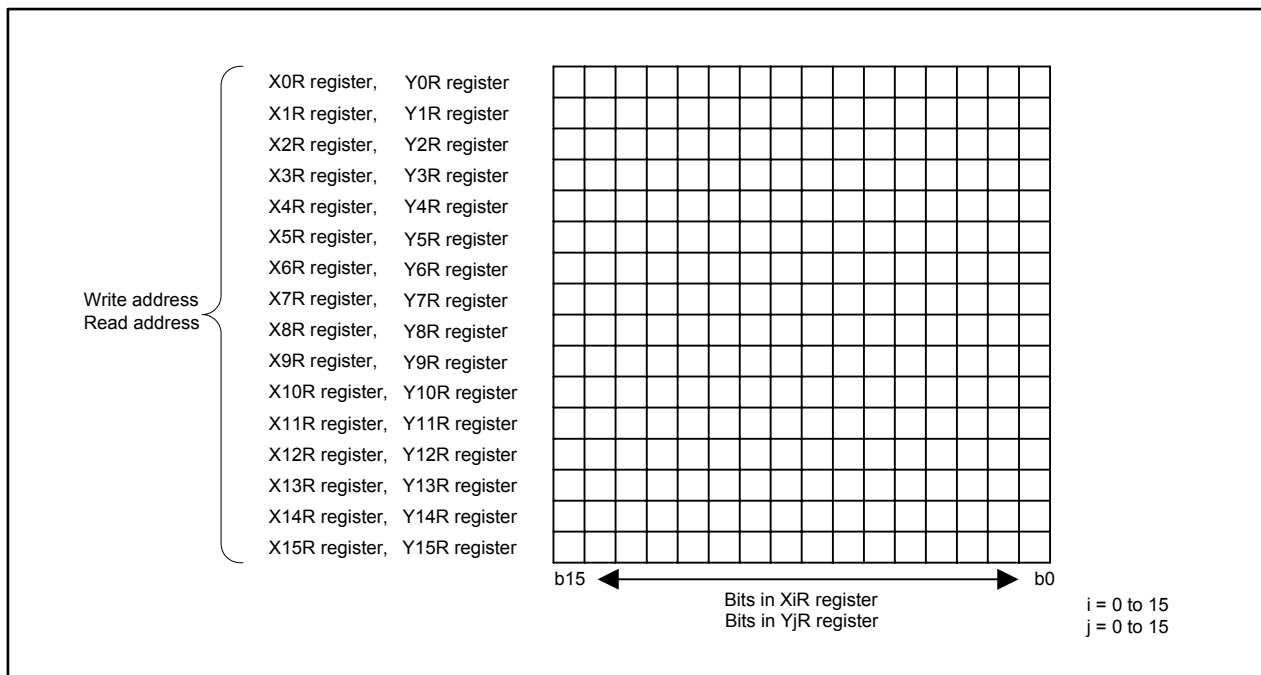 X0R register, Y0R register
X1R register, Y1R register
X2R register, Y2R register
X3R register, Y3R register
X4R register, Y4R register
X5R register, Y5R register
X6R register, Y6R register
X7R register, Y7R register
X8R register, Y8R register
X9R register, Y9R register
X10R register, Y10R register
X11R register, Y11R register
X12R register, Y12R register
X13R register, Y13R register
X14R register, Y14R register
X15R register, Y15R register
Write address
Read address
b15 b0
Bits in XiR register
Bits in YjR register
i = 0 to 15
j = 0 to 15